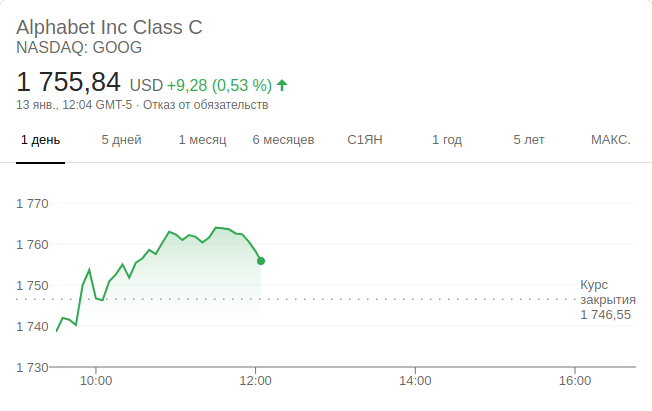 Alphabet Inc Class C
NASDAQ: GOOG
1 755,84 USD +9,28 (0,53 %)
13 янв., 12:04 GMT-5 · Отказ от обязательств
1 день 5 дней 1 месяц 6 месяцев С1ЯН 1 год 5 лет МАКС.
1 770
1 760
1 750
Курс
закрытия
1 746,55
1 740
1 730
10:00 12:00 14:00 16:00